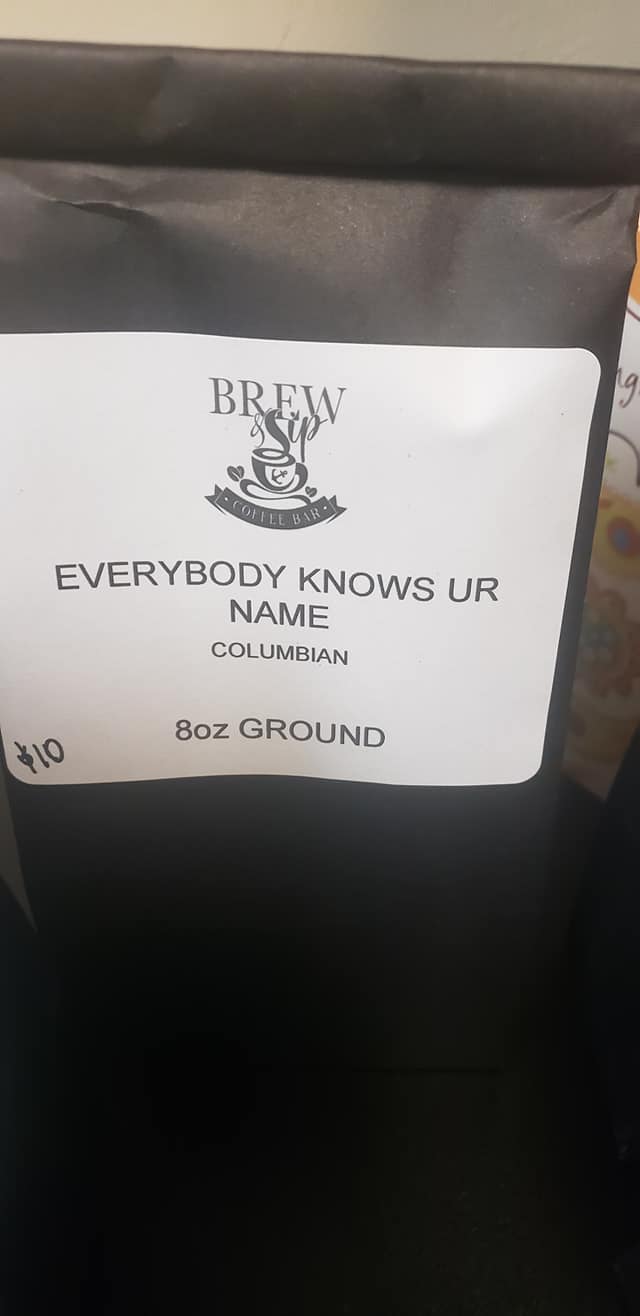 BREW
& Sip
• COFFEE BAR •
EVERYBODY KNOWS UR
NAME
COLUMBIAN
8oz GROUND
$10